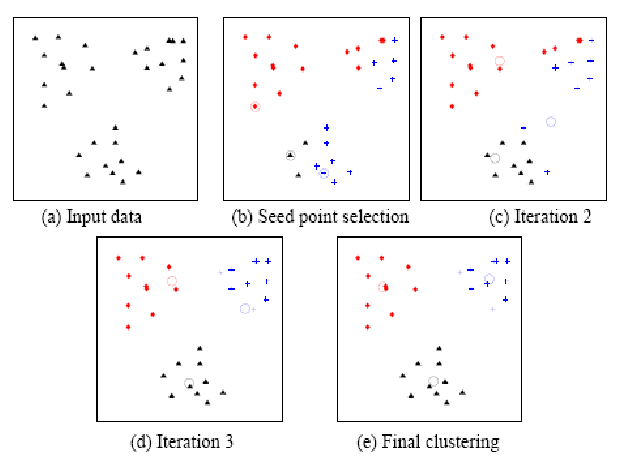 (a) Input data
(b) Seed point selection
(c) Iteration 2
(d) Iteration 3
(e) Final clustering